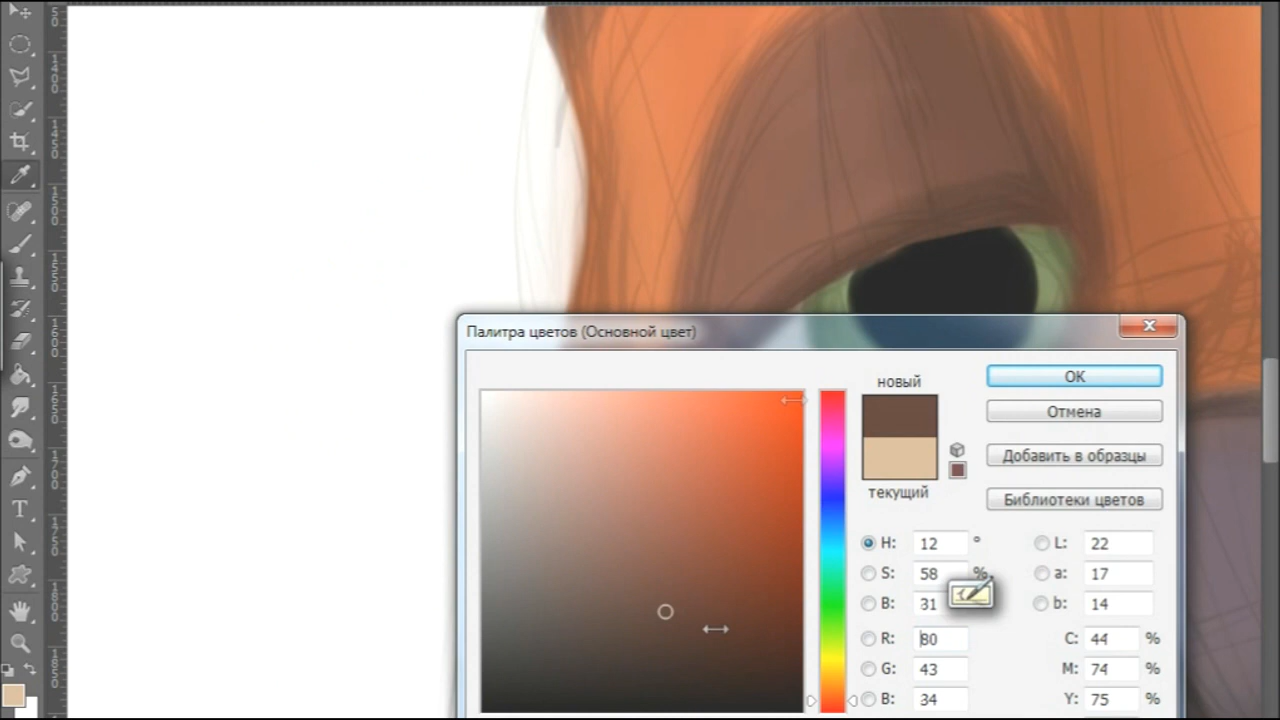 Палитра цветов (Основной цвет)
новый
текущий
OK
Отмена
Добавить в образцы
Библиотеки цветов
H: 12 ° L: 22
S: 58 % a: 17
B: 31 b: 14
R: 80 C: 44 %
G: 43 M: 74 %
B: 34 Y: 75 %